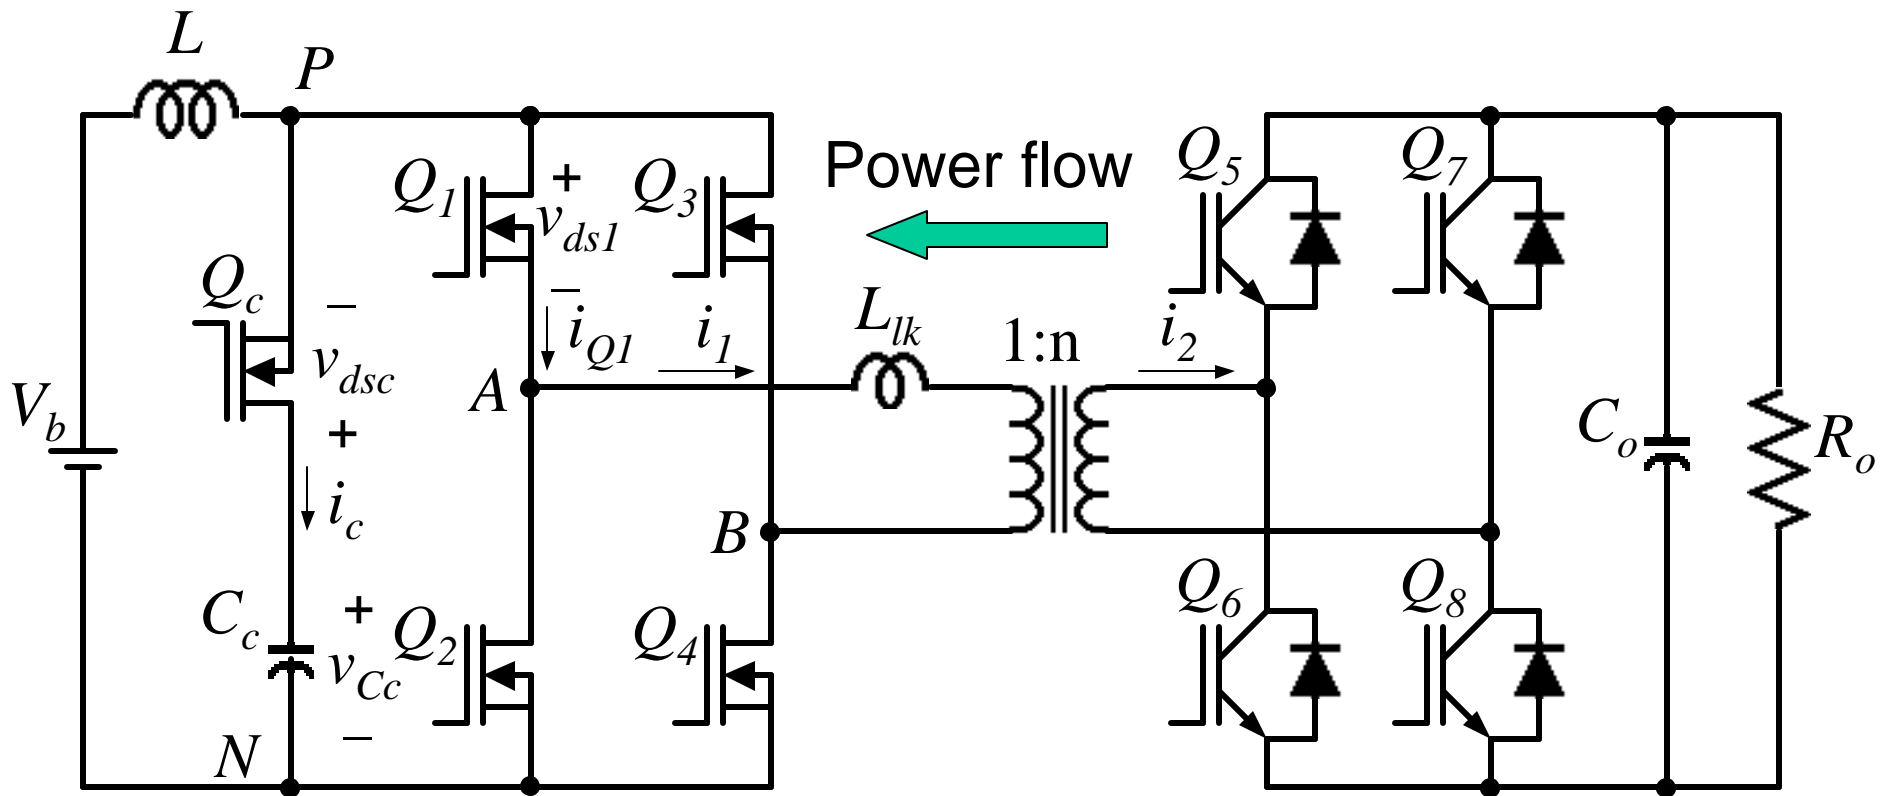 L
P
Q1
+
vds1
−
Q3
Power flow
Q5
Q7
Qc
−
vdsc
+
iQ1
i1
Llk
1:n
i2
Vb
A
Co
Ro
ic
B
Cc
+
vCc
−
Q2
Q4
Q6
Q8
N